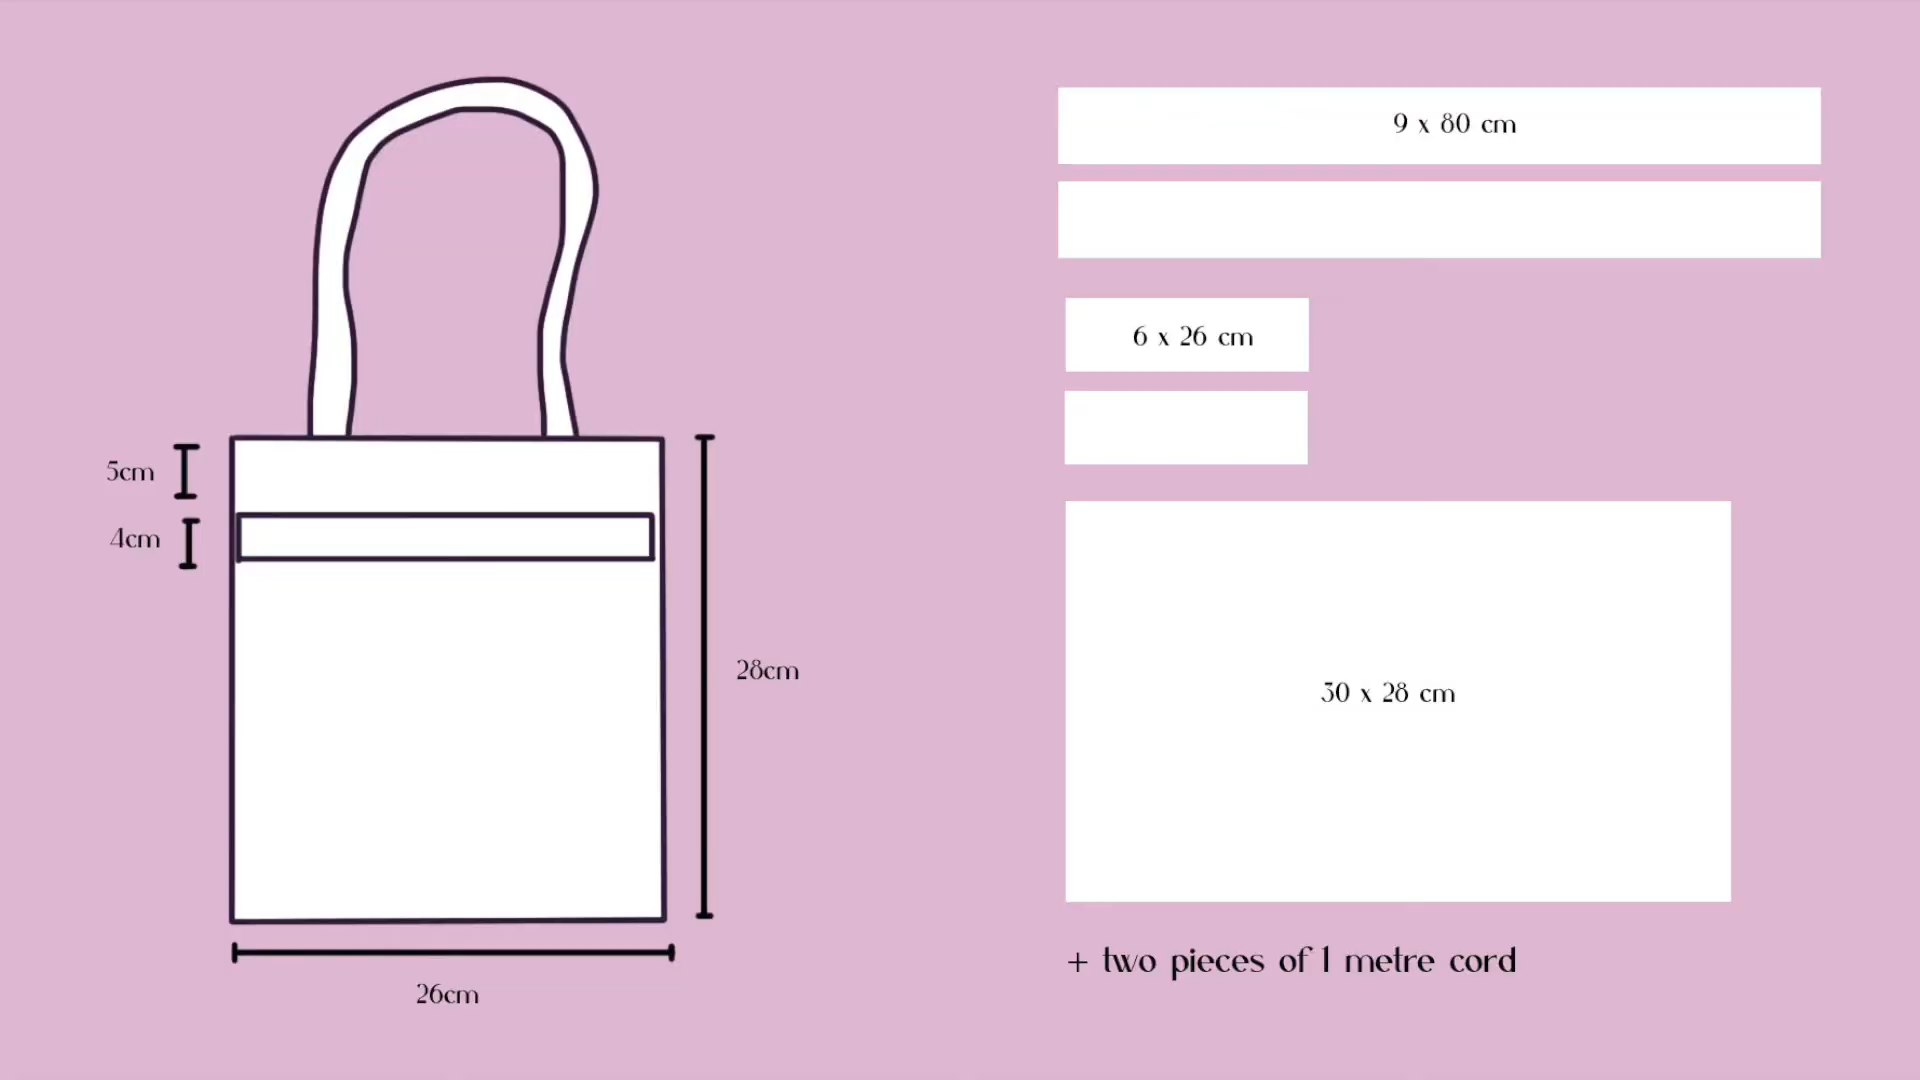 5cm
4cm
28cm
26cm
9 x 80 cm
6 x 26 cm
30 x 28 cm
+ two pieces of 1 metre cord